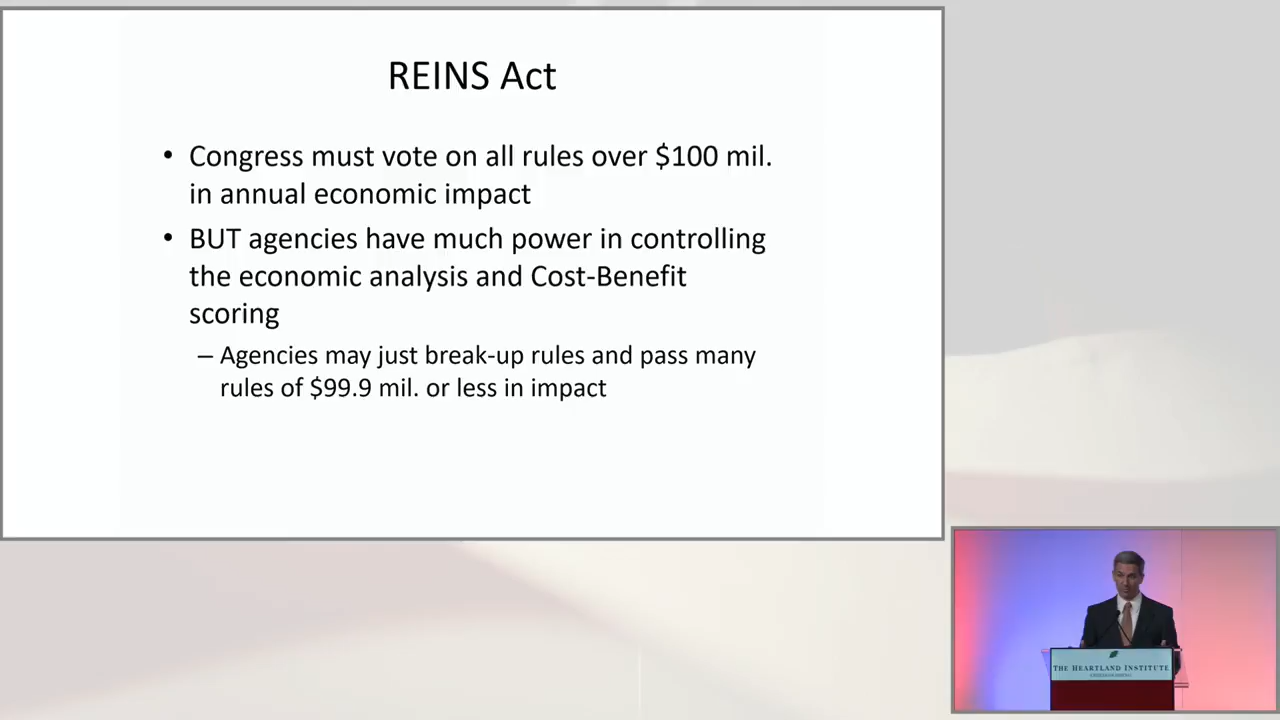 REINS Act
• Congress must vote on all rules over $100 mil.
in annual economic impact
• BUT agencies have much power in controlling
the economic analysis and Cost-Benefit
scoring
– Agencies may just break-up rules and pass many
rules of $99.9 mil. or less in impact
THE HEARTLAND INSTITUTE